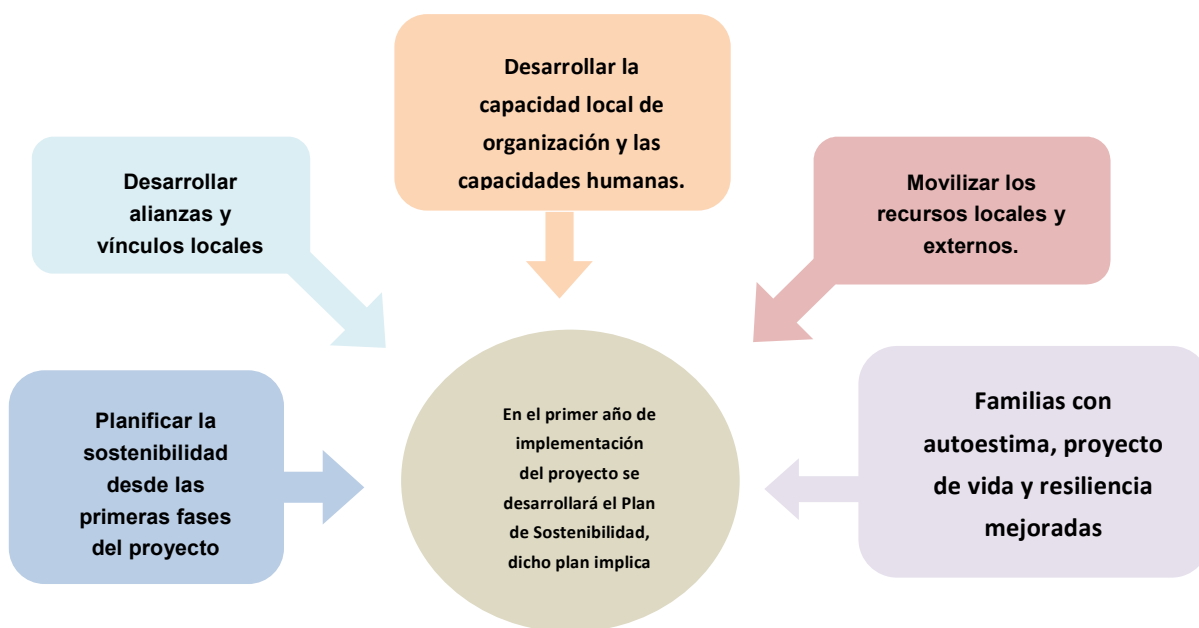 Desarrollar la
capacidad local de
organización y las
capacidades humanas.
Desarrollar
alianzas y
vínculos locales
Movilizar los
recursos locales y
externos.
Planificar la
sostenibilidad
desde las
primeras fases
del proyecto
En el primer año de
implementación
del proyecto se
desarrollará el Plan
de Sostenibilidad,
dicho plan implica
Familias con
autoestima, proyecto
de vida y resiliencia
mejoradas